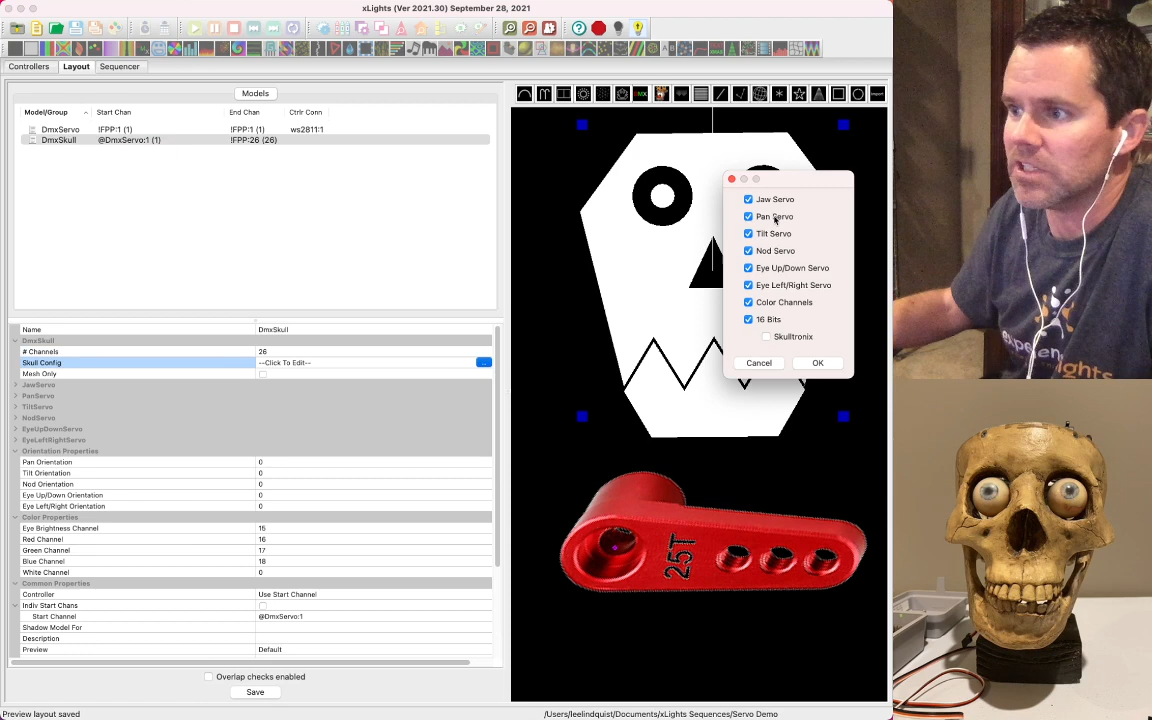 xLights (Ver 2021.30) September 28, 2021
Controllers Layout Sequencer
Models
Model/Group Start Chan End Chan Ctrlr Conn
DmxServo !FPP:1 (1) !FPP:1 (1) ws2811:1
DmxSkull @DmxServo:1 (1) !FPP:26 (26)
Name DmxSkull
DmxSkull
# Channels 26
Skull Config --Click To Edit--
Mesh Only
JawServo
PanServo
TiltServo
NodServo
EyeUpDownServo
EyeLeftRightServo
Orientation Properties
Pan Orientation 0
Tilt Orientation 0
Nod Orientation 0
Eye Up/Down Orientation 0
Eye Left/Right Orientation 0
Color Properties
Eye Brightness Channel 15
Red Channel 16
Green Channel 17
Blue Channel 18
White Channel 0
Common Properties
Controller Use Start Channel
Indiv Start Chans
Start Channel @DmxServo:1
Shadow Model For
Description
Preview Default
Overlap checks enabled
Save
Preview layout saved
/Users/leelindquist/Documents/xLights Sequences/Servo Demo
Jaw Servo
Pan Servo
Tilt Servo
Nod Servo
Eye Up/Down Servo
Eye Left/Right Servo
Color Channels
16 Bits
Skulltronix
Cancel OK
25T